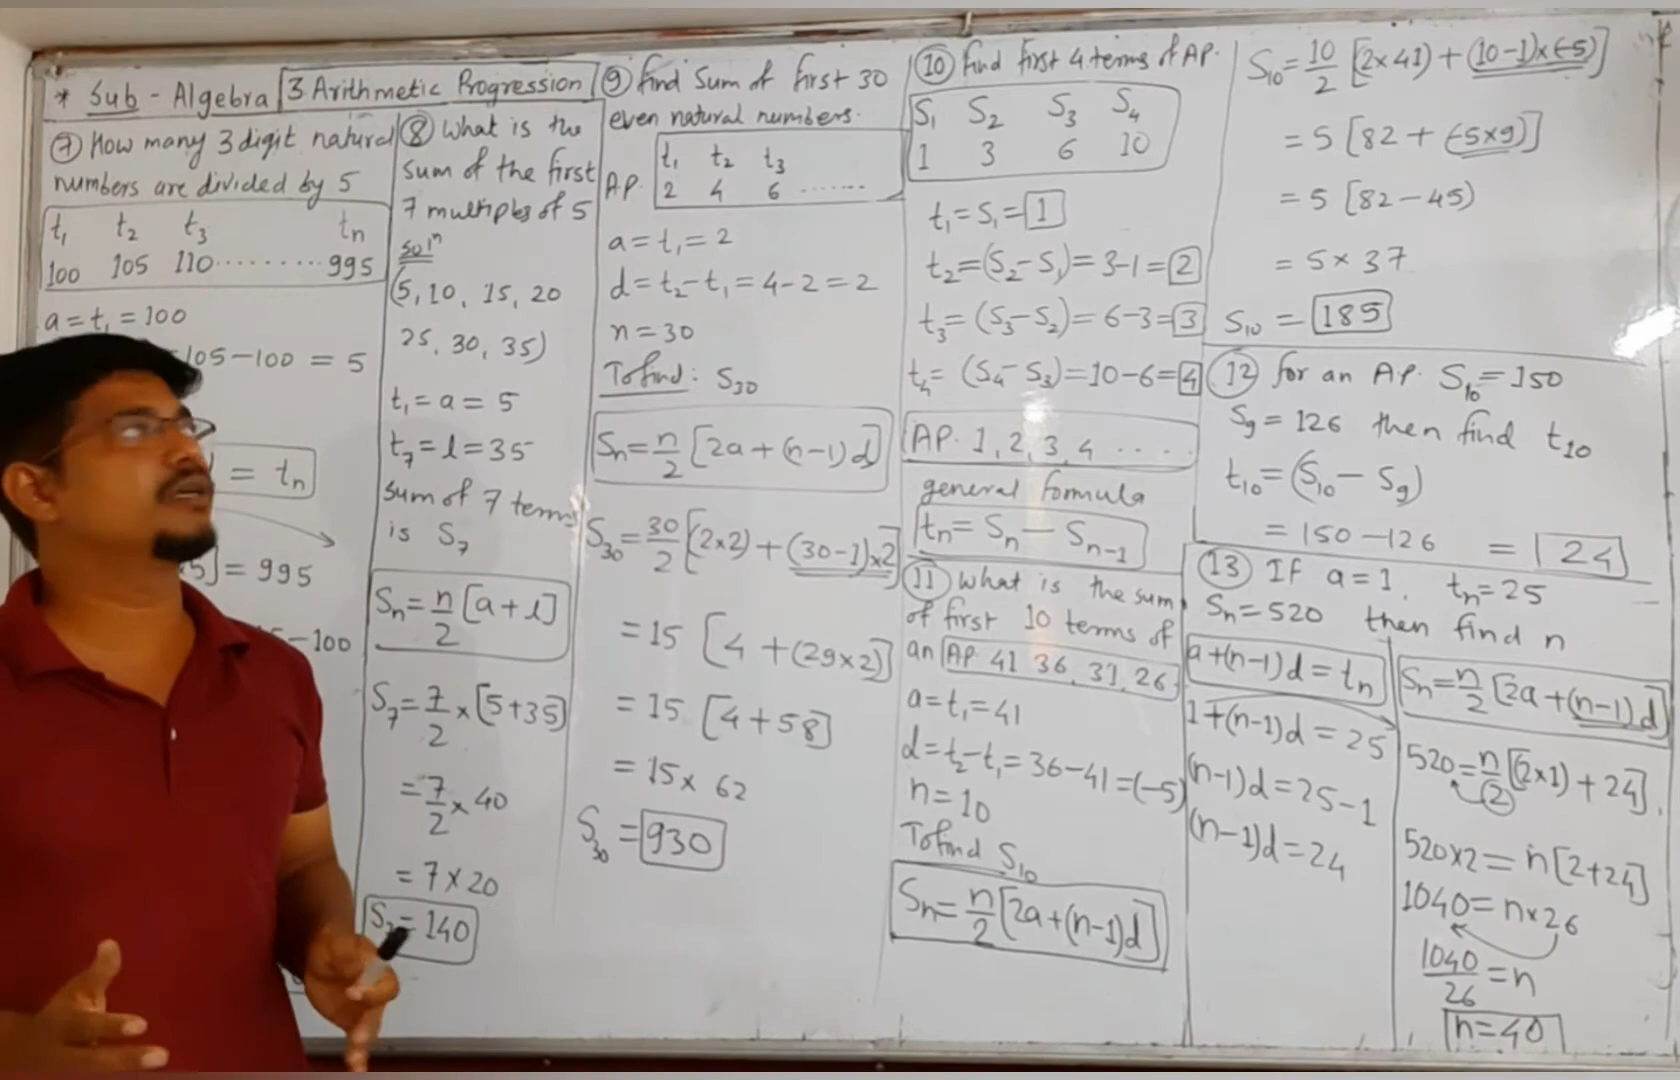 * Sub - Algebra 3 Arithmetic Progression
⑦ How many 3 digit natural
numbers are divided by 5
t₁ t₂ t₃ tn
100 105 110 ......... 995
a = t₁ = 100
105 - 100 = 5
= tn
5] = 995
- 100
⑧ What is the
sum of the first
7 multiples of 5
solⁿ
(5, 10, 15, 20
25, 30, 35)
t₁ = a = 5
t₇ = l = 35
sum of 7 terms
is S₇
Sn = n/2 [a + l]
S₇ = 7/2 × [5 + 35]
= 7/2 × 40
= 7 × 20
S₇ = 140
⑨ find Sum of first 30
even natural numbers.
A.P. t₁ t₂ t₃
2 4 6 .......
a = t₁ = 2
d = t₂ - t₁ = 4 - 2 = 2
n = 30
To find : S₃₀
Sn = n/2 [2a + (n-1) d]
S₃₀ = 30/2 [(2×2) + (30-1)×2]
= 15 [4 + (29×2)]
= 15 [4 + 58]
= 15 × 62
S₃₀ = 930
⑩ find first 4 terms of A.P.
S₁ S₂ S₃ S₄
1 3 6 10
t₁ = S₁ = 1
t₂ = (S₂ - S₁) = 3-1 = 2
t₃ = (S₃ - S₂) = 6-3 = 3
t₄ = (S₄ - S₃) = 10-6 = 4
AP. 1, 2, 3, 4 ....
general formula
tn = Sn - Sn-1
⑪ What is the sum
of first 10 terms of
an AP 41 36, 31, 26
a = t₁ = 41
d = t₂ - t₁ = 36 - 41 = (-5)
n = 10
To find S₁₀
Sn = n/2 [2a + (n-1) d]
S₁₀ = 10/2 [2×41) + (10-1)×(-5)]
= 5 [82 + (-5×9)]
= 5 [82 - 45)
= 5 × 37
S₁₀ = 185
⑫ for an A.P. S₁₀ = 150
S₉ = 126 then find t₁₀
t₁₀ = (S₁₀ - S₉)
= 150 - 126 = 24
⑬ If a = 1, tn = 25
Sn = 520 then find n
a + (n-1) d = tn
1 + (n-1) d = 25
(n-1) d = 25 - 1
(n-1) d = 24
Sn = n/2 [2a + (n-1) d]
520 = n/2 [(2×1) + 24]
520×2 = n [2 + 24]
1040 = n × 26
1040/26 = n
n = 40